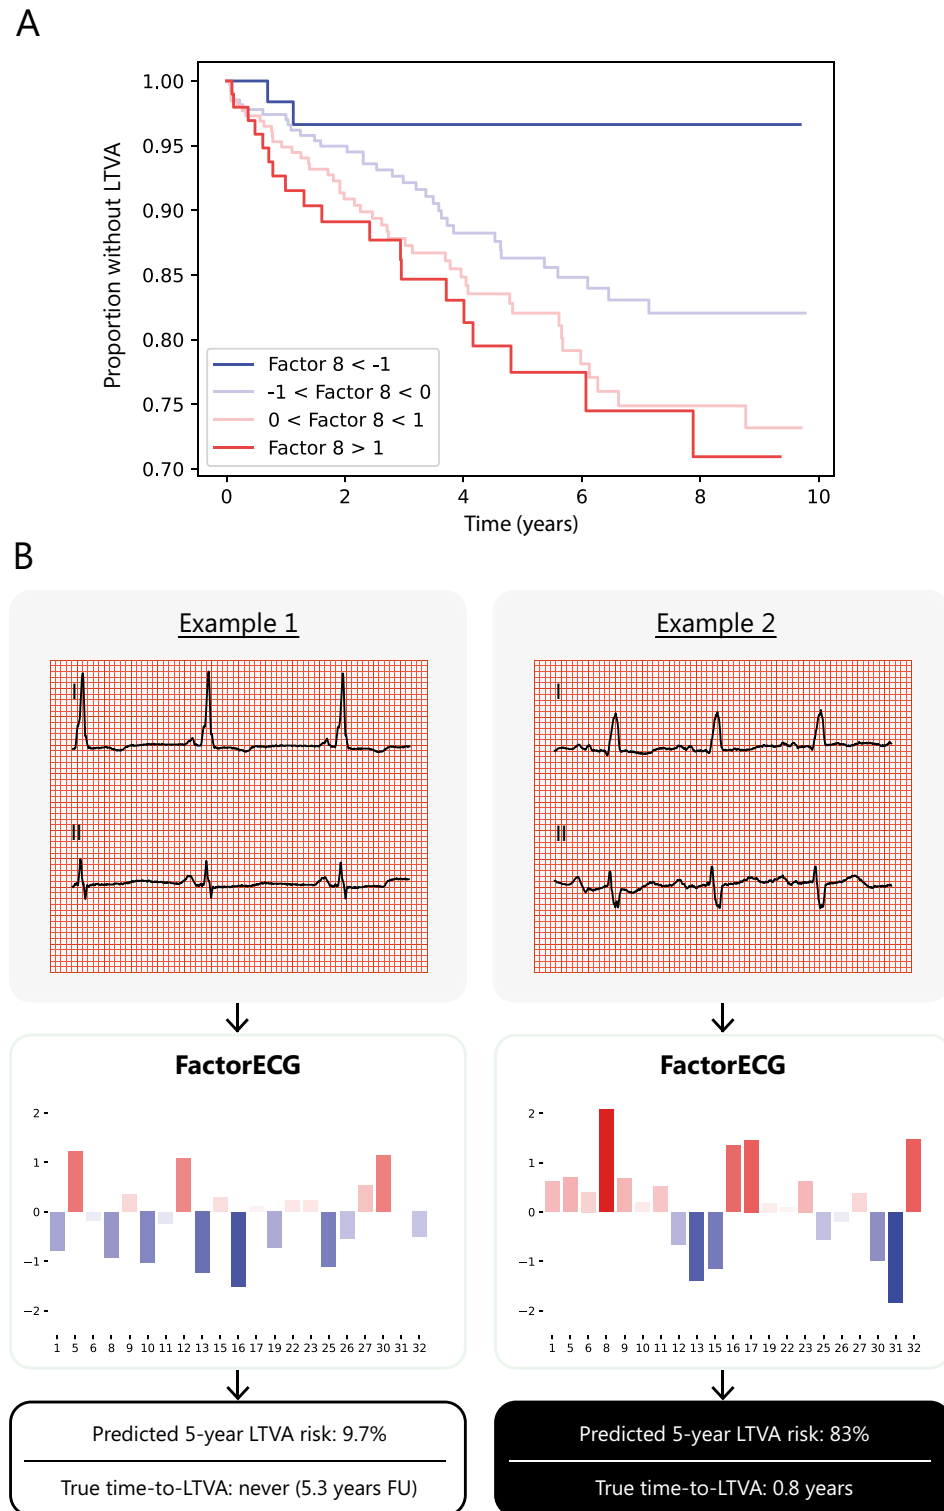 A
Proportion without LTVA
1.00
0.95
0.90
0.85
0.80
0.75
0.70
Factor 8 < -1
-1 < Factor 8 < 0
0 < Factor 8 < 1
Factor 8 > 1
0 2 4 6 8 10
Time (years)
B
Example 1
I
II
Example 2
I
II
FactorECG
2
1
0
−1
−2
1 5 6 8 9 10 11 12 13 15 16 17 19 22 23 25 26 27 30 31 32
FactorECG
2
1
0
−1
−2
1 5 6 8 9 10 11 12 13 15 16 17 19 22 23 25 26 27 30 31 32
Predicted 5-year LTVA risk: 9.7%
True time-to-LTVA: never (5.3 years FU)
Predicted 5-year LTVA risk: 83%
True time-to-LTVA: 0.8 years